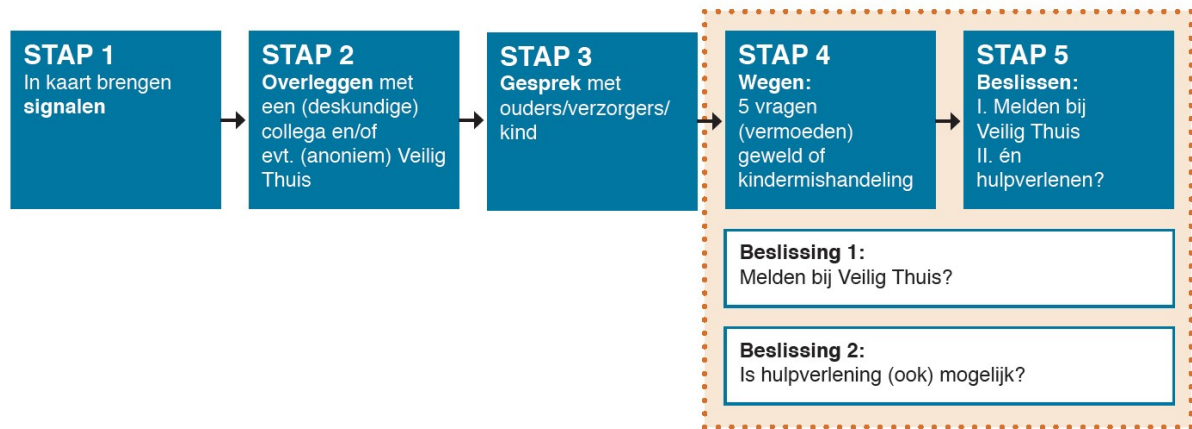 STAP 1
In kaart brengen
signalen
STAP 2
Overleggen met
een (deskundige)
collega en/of
evt. (anoniem) Veilig
Thuis
STAP 3
Gesprek met
ouders/verzorgers/
kind
STAP 4
Wegen:
5 vragen
(vermoeden)
geweld of
kindermishandeling
STAP 5
Beslissen:
I. Melden bij
Veilig Thuis
II. én
hulpverlenen?
Beslissing 1:
Melden bij Veilig Thuis?
Beslissing 2:
Is hulpverlening (ook) mogelijk?